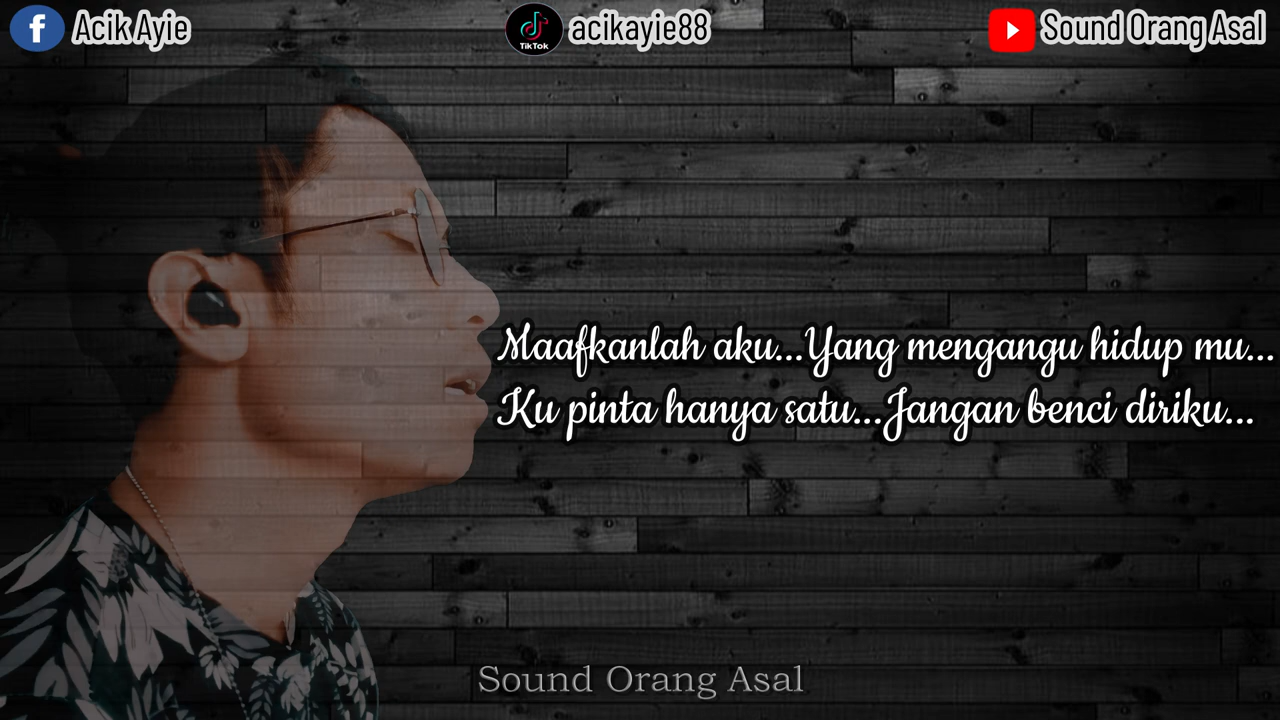 Acik Ayie
TikTok
acikayie88
Sound Orang Asal
Maafkanlah aku...Yang mengangu hidup mu...
Ku pinta hanya satu...Jangan benci diriku...
Sound Orang Asal